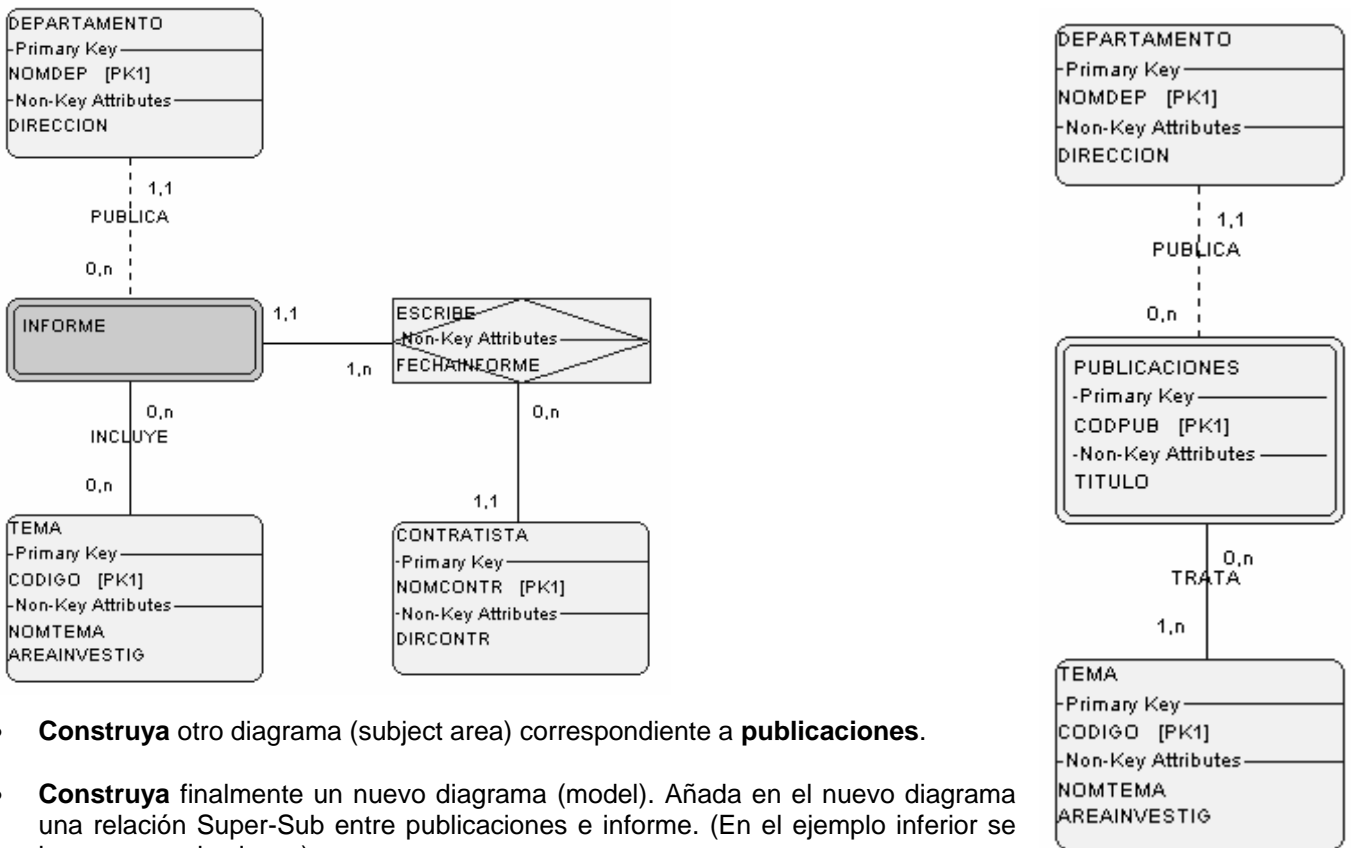 DEPARTAMENTO
-Primary Key
NOMDEP [PK1]
-Non-Key Attributes
DIRECCION
1,1
PUBLICA
0,n
INFORME
1,1
1,n
ESCRIBE
-Non-Key Attributes
FECHAINFORME
0,n
INCLUYE
0,n
0,n
1,1
TEMA
-Primary Key
CODIGO [PK1]
-Non-Key Attributes
NOMTEMA
AREAINVESTIG
CONTRATISTA
-Primary Key
NOMCONTR [PK1]
-Non-Key Attributes
DIRCONTR
DEPARTAMENTO
-Primary Key
NOMDEP [PK1]
-Non-Key Attributes
DIRECCION
1,1
PUBLICA
0,n
PUBLICACIONES
-Primary Key
CODPUB [PK1]
-Non-Key Attributes
TITULO
0,n
TRATA
1,n
TEMA
-Primary Key
CODIGO [PK1]
-Non-Key Attributes
NOMTEMA
AREAINVESTIG
• Construya otro diagrama (subject area) correspondiente a publicaciones.
• Construya finalmente un nuevo diagrama (model). Añada en el nuevo diagrama
una relación Super-Sub entre publicaciones e informe. (En el ejemplo inferior se